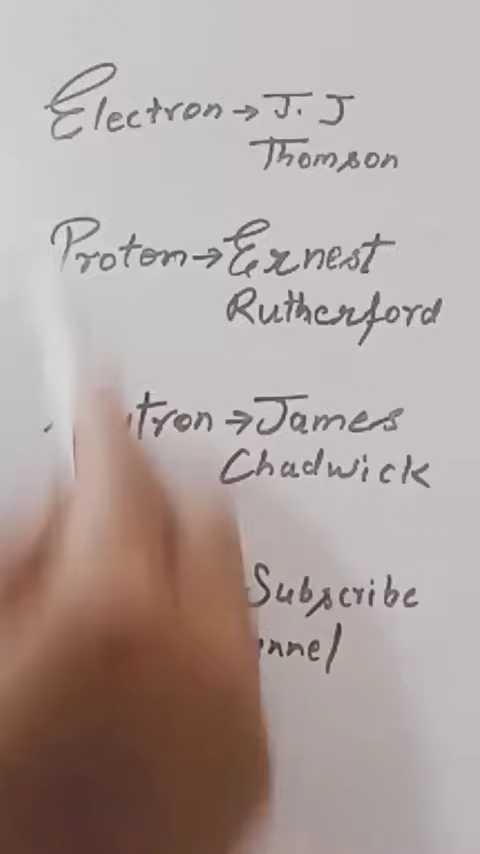 Electron → J. J
Thomson
Proton → Ernest
Rutherford
tron → James
Chadwick
Subscribe
nnel